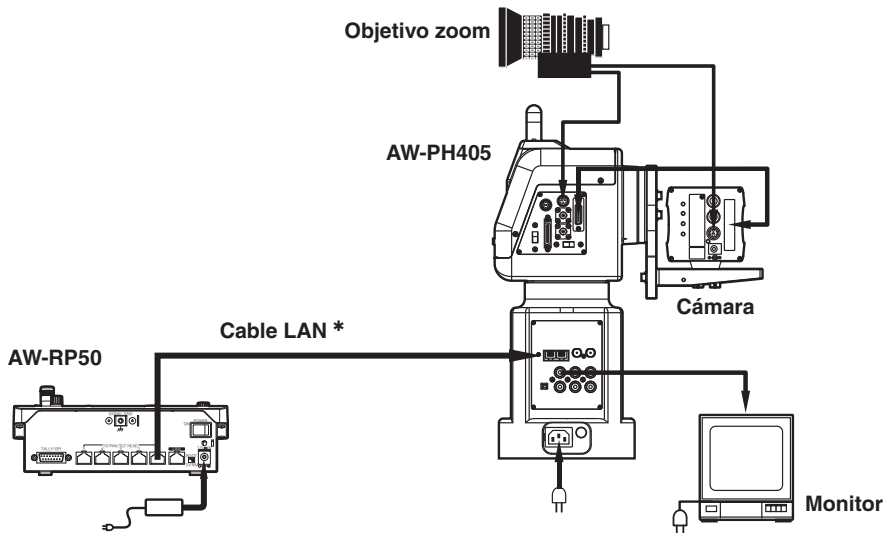 Objetivo zoom
AW-PH405
Cámara
Cable LAN *
AW-RP50
Monitor